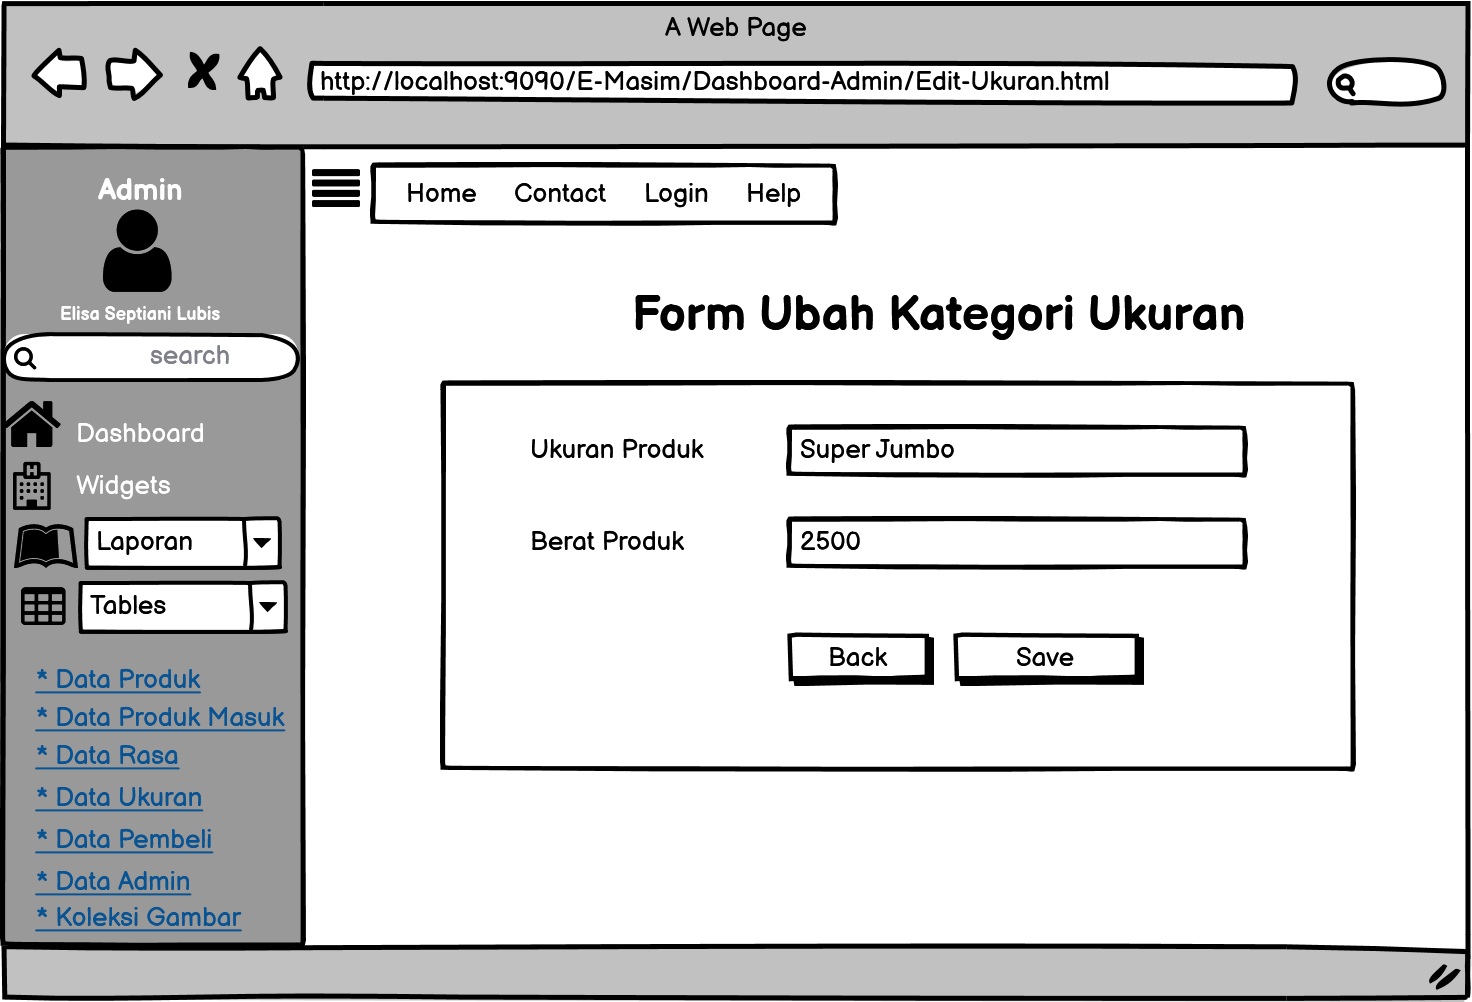 A Web Page
http://localhost:9090/E-Masim/Dashboard-Admin/Edit-Ukuran.html
Admin
Elisa Septiani Lubis
search
Dashboard
Widgets
Laporan
Tables
* Data Produk
* Data Produk Masuk
* Data Rasa
* Data Ukuran
* Data Pembeli
* Data Admin
* Koleksi Gambar
Home Contact Login Help
Form Ubah Kategori Ukuran
Ukuran Produk Super Jumbo
Berat Produk 2500
Back Save